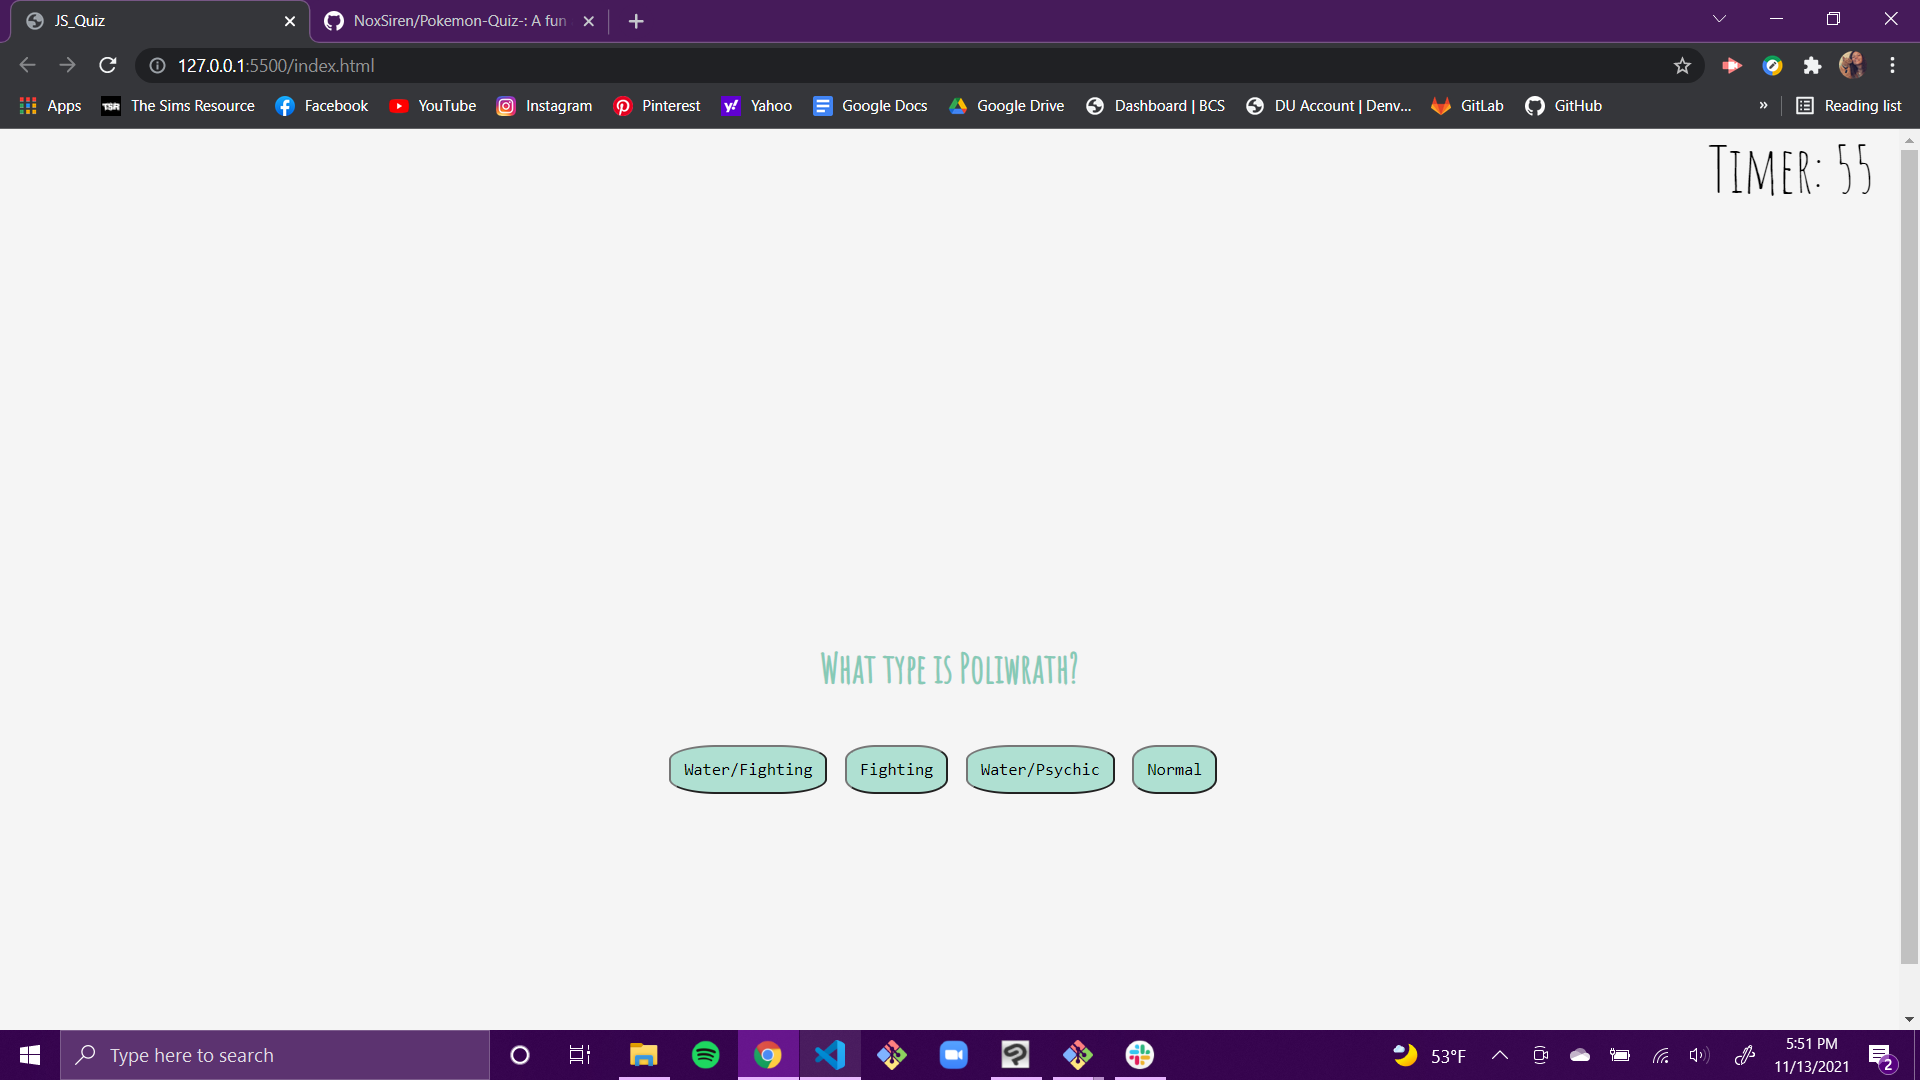 JS_Quiz
NoxSiren/Pokemon-Quiz-: A fun
127.0.0.1:5500/index.html
Apps
TSR
The Sims Resource
Facebook
YouTube
Instagram
Pinterest
Yahoo
Google Docs
Google Drive
Dashboard | BCS
DU Account | Denv...
GitLab
GitHub
»
Reading list
Timer: 55
What type is Poliwrath?
Water/Fighting
Fighting
Water/Psychic
Normal
Type here to search
53°F
5:51 PM
11/13/2021
2